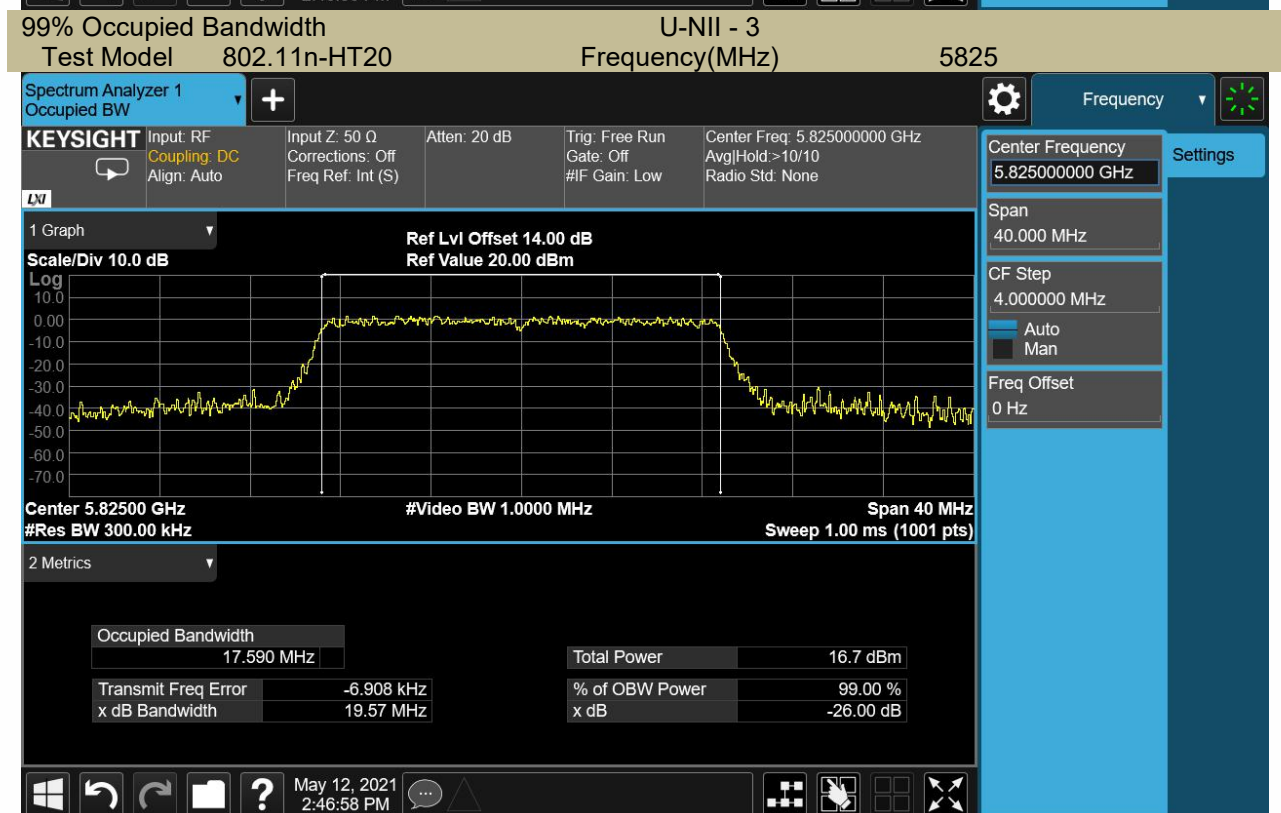 99% Occupied Bandwidth U-NII - 3
Test Model 802.11n-HT20 Frequency(MHz) 5825
Spectrum Analyzer 1
Occupied BW
+
Frequency
KEYSIGHT Input: RF Input Z: 50 Ω Atten: 20 dB Trig: Free Run Center Freq: 5.825000000 GHz
Coupling: DC Corrections: Off Gate: Off Avg|Hold:>10/10
Align: Auto Freq Ref: Int (S) #IF Gain: Low Radio Std: None
LXI
Center Frequency
5.825000000 GHz
Settings
Span
40.000 MHz
CF Step
4.000000 MHz
Auto
Man
Freq Offset
0 Hz
1 Graph
Ref Lvl Offset 14.00 dB
Scale/Div 10.0 dB Ref Value 20.00 dBm
Log
10.0
0.00
-10.0
-20.0
-30.0
-40.0
-50.0
-60.0
-70.0
Center 5.82500 GHz #Video BW 1.0000 MHz Span 40 MHz
#Res BW 300.00 kHz Sweep 1.00 ms (1001 pts)
2 Metrics
Occupied Bandwidth
17.590 MHz Total Power 16.7 dBm
Transmit Freq Error -6.908 kHz % of OBW Power 99.00 %
x dB Bandwidth 19.57 MHz x dB -26.00 dB
? May 12, 2021
2:46:58 PM